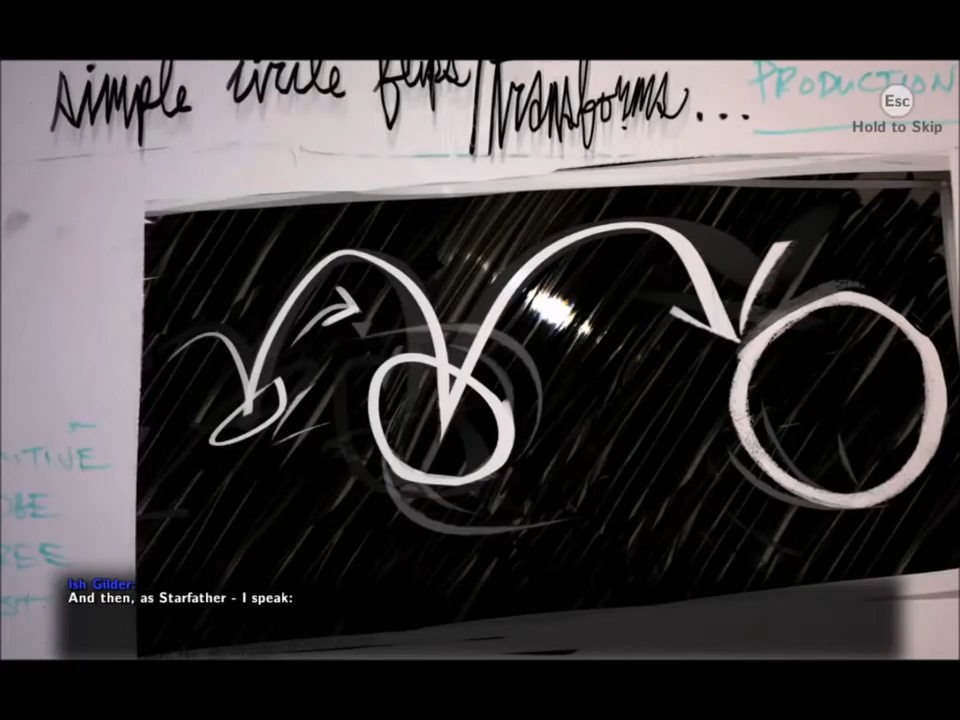 simple circle flips/Transforms...
PRODUCTION
Esc
Hold to Skip
Ish Gilder:
And then, as Starfather - I speak: